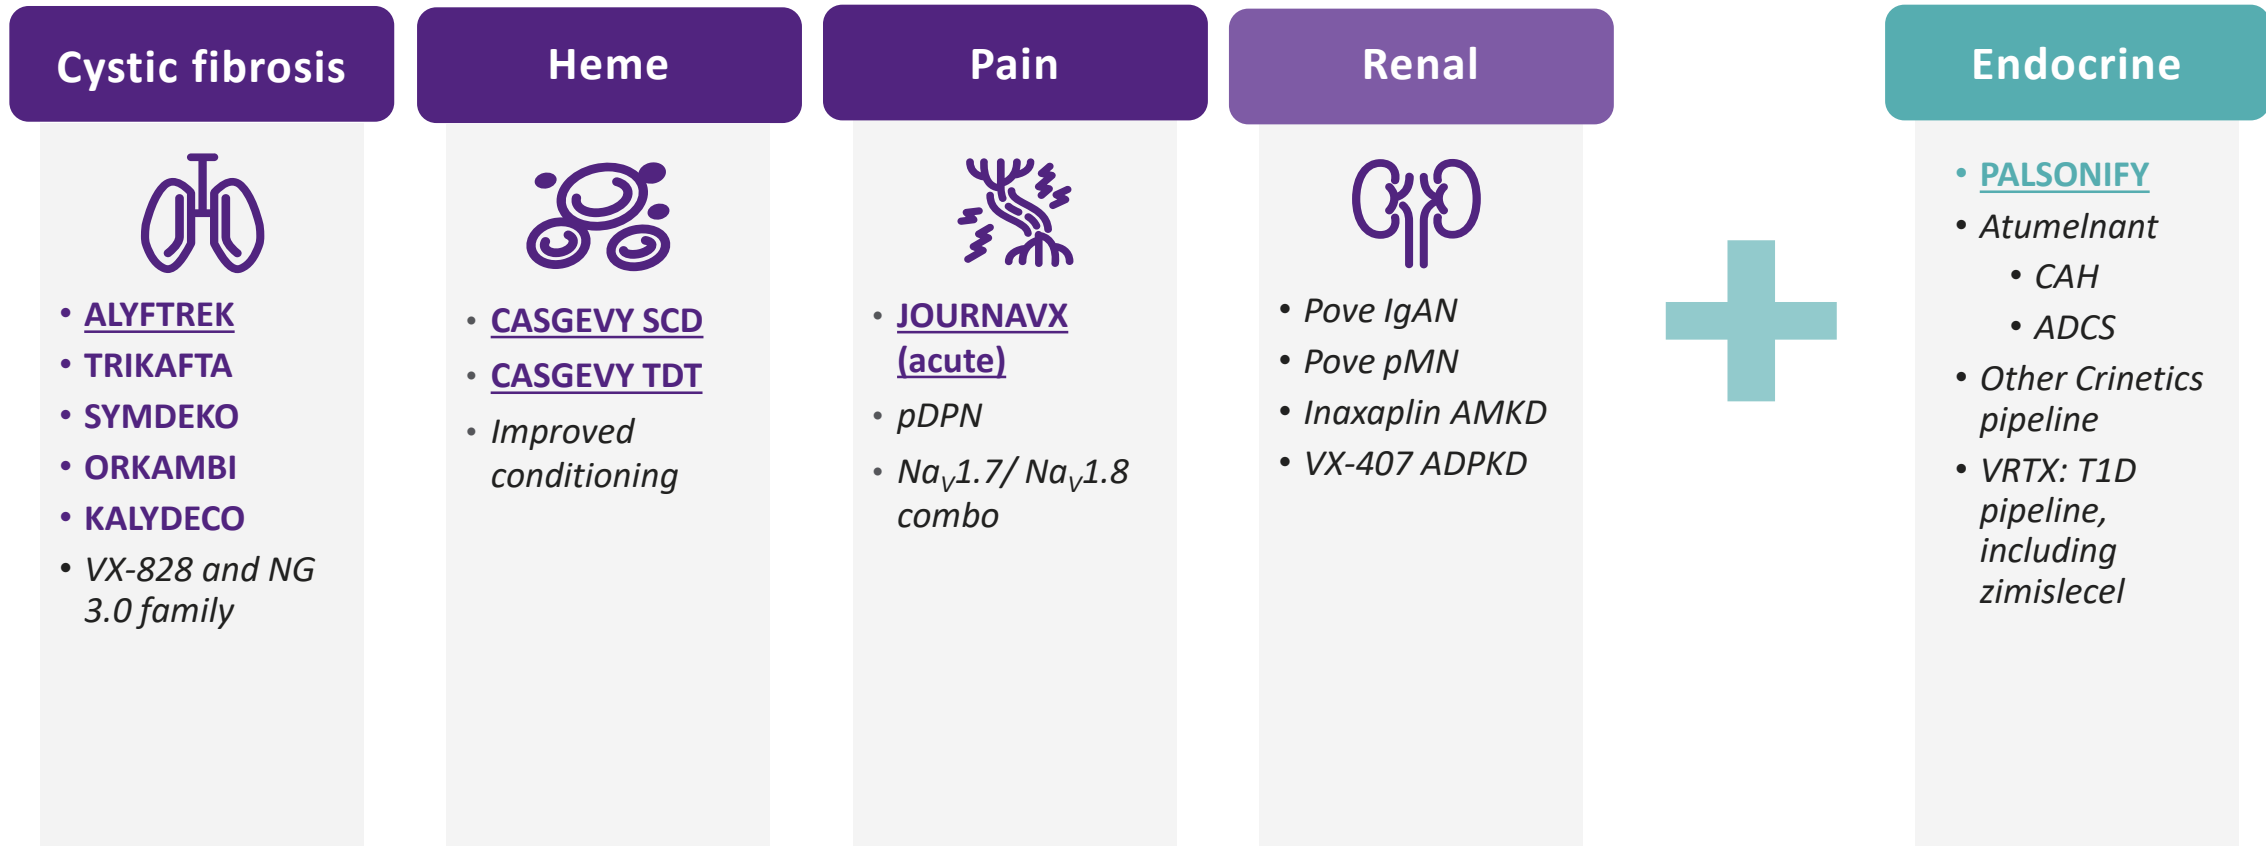 Cystic fibrosis
• ALYFTREK
• TRIKAFTA
• SYMDEKO
• ORKAMBI
• KALYDECO
• VX-828 and NG
3.0 family
Heme
• CASGEVY SCD
• CASGEVY TDT
• Improved
conditioning
Pain
• JOURNAVX
(acute)
• pDPN
• NaV1.7/ NaV1.8
combo
Renal
• Pove IgAN
• Pove pMN
• Inaxaplin AMKD
• VX-407 ADPKD
Endocrine
• PALSONIFY
• Atumelnant
• CAH
• ADCS
• Other Crinetics
pipeline
• VRTX: T1D
pipeline,
including
zimislecel